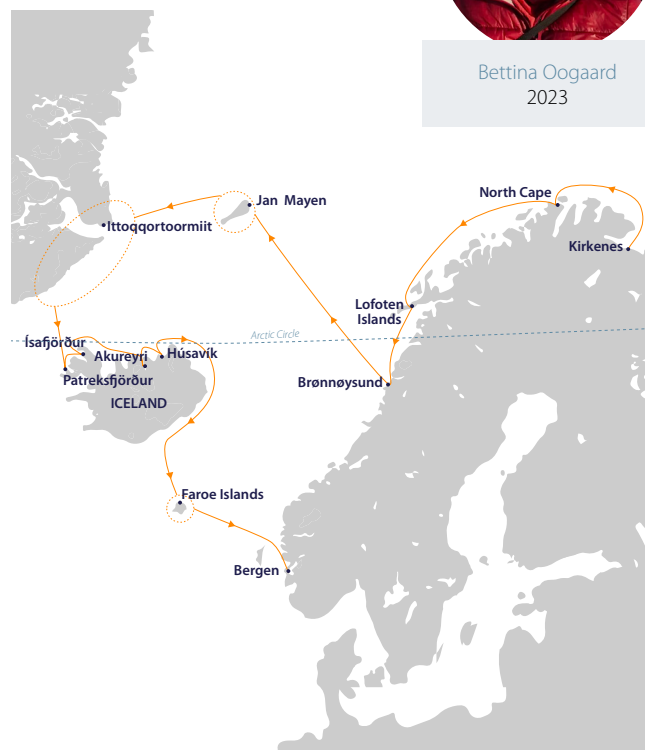 Bettina Oogaard
2023
North Cape
Jan Mayen
Ittoqqortoormiit
Kirkenes
Lofoten
Islands
Arctic Circle
Ísafjörður
Akureyri
Húsavík
Patreksfjörður
Brønnøysund
ICELAND
Faroe Islands
Bergen